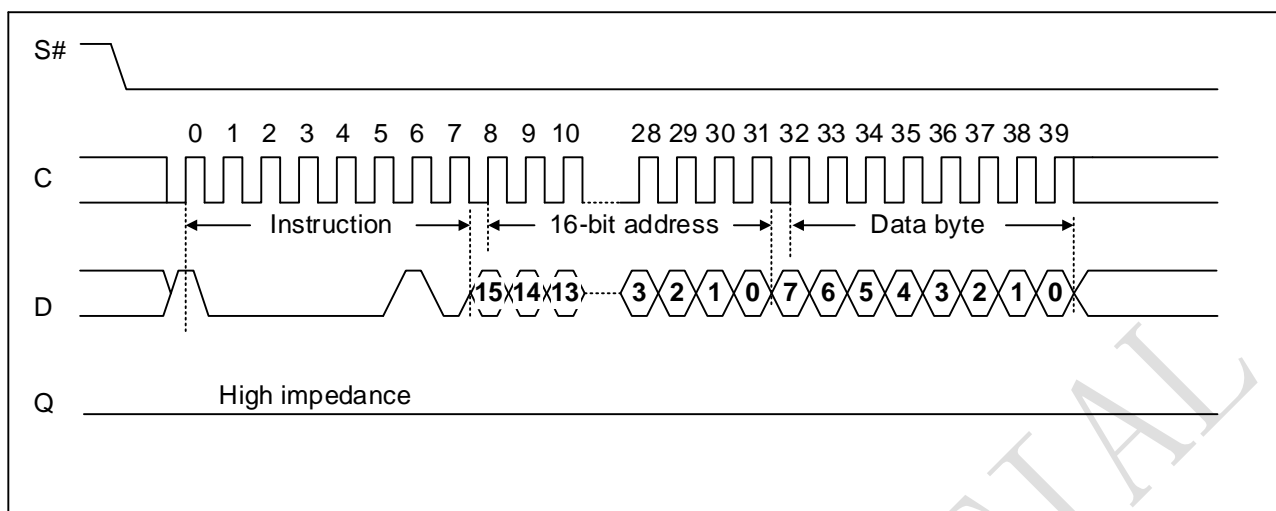 S#
0 1 2 3 4 5 6 7 8 9 10 28 29 30 31 32 33 34 35 36 37 38 39
C
Instruction 16-bit address Data byte
D 15 14 13 3 2 1 0 7 6 5 4 3 2 1 0
Q High impedance